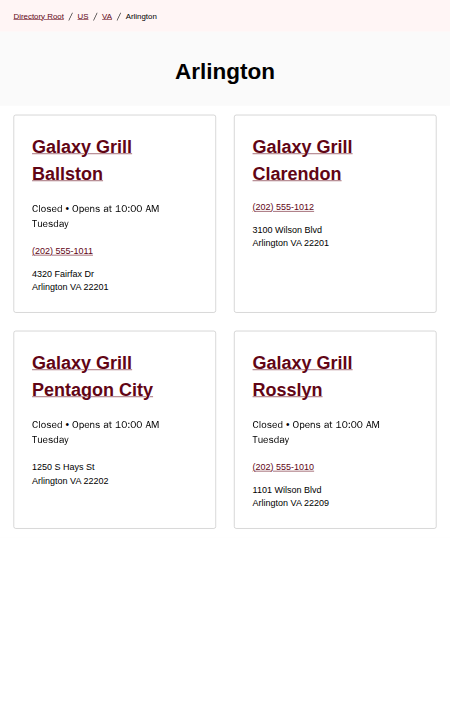 Directory Root / US / VA / Arlington
Arlington
Galaxy Grill
Ballston
Closed • Opens at 10:00 AM
Tuesday
(202) 555-1011
4320 Fairfax Dr
Arlington VA 22201
Galaxy Grill
Clarendon
(202) 555-1012
3100 Wilson Blvd
Arlington VA 22201
Galaxy Grill
Pentagon City
Closed • Opens at 10:00 AM
Tuesday
1250 S Hays St
Arlington VA 22202
Galaxy Grill
Rosslyn
Closed • Opens at 10:00 AM
Tuesday
(202) 555-1010
1101 Wilson Blvd
Arlington VA 22209